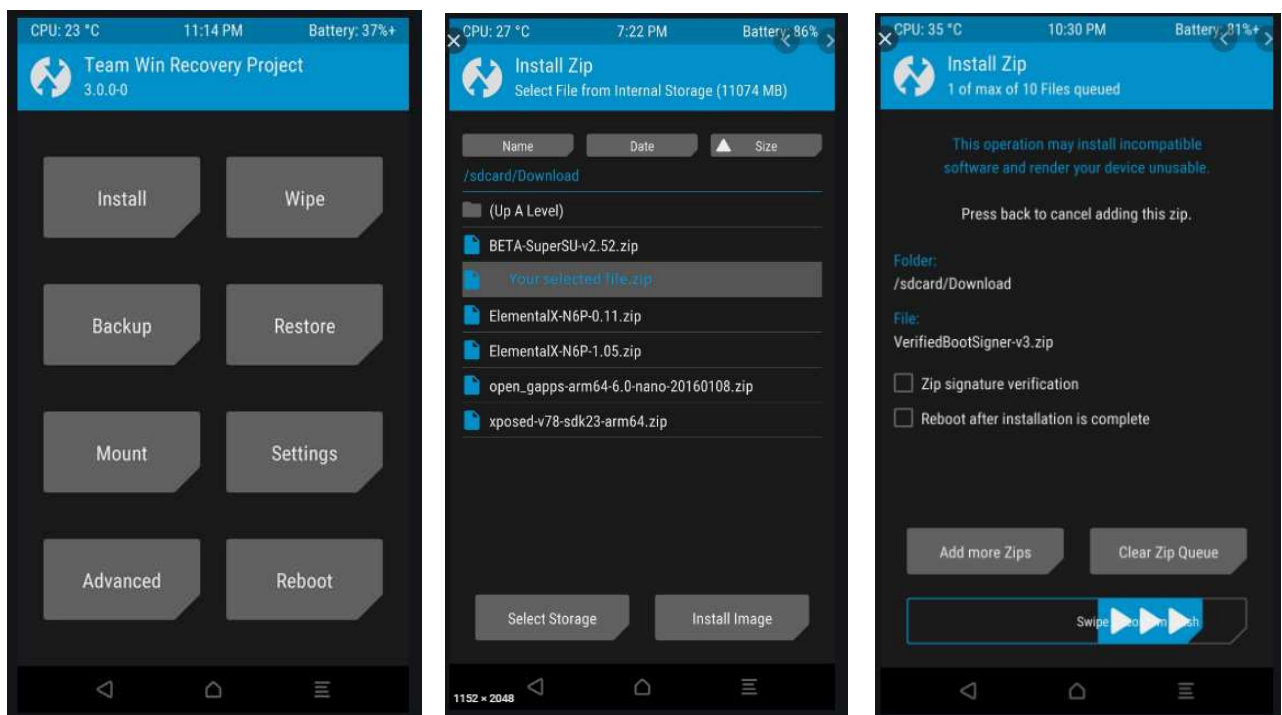 CPU: 23 °C 11:14 PM Battery: 37%+
Team Win Recovery Project
3.0.0-0
Install Wipe
Backup Restore
Mount Settings
Advanced Reboot
CPU: 27 °C 7:22 PM Battery: 86%
Install Zip
Select File from Internal Storage (11074 MB)
Name Date Size
/sdcard/Download
(Up A Level)
BETA-SuperSU-v2.52.zip
Your selected file.zip
ElementalX-N6P-0.11.zip
ElementalX-N6P-1.05.zip
open_gapps-arm64-6.0-nano-20160108.zip
xposed-v78-sdk23-arm64.zip
Select Storage Install Image
1152 × 2048
CPU: 35 °C 10:30 PM Battery: 81%+
Install Zip
1 of max of 10 Files queued
This operation may install incompatible
software and render your device unusable.
Press back to cancel adding this zip.
Folder:
/sdcard/Download
File:
VerifiedBootSigner-v3.zip
Zip signature verification
Reboot after installation is complete
Add more Zips Clear Zip Queue
Swipe